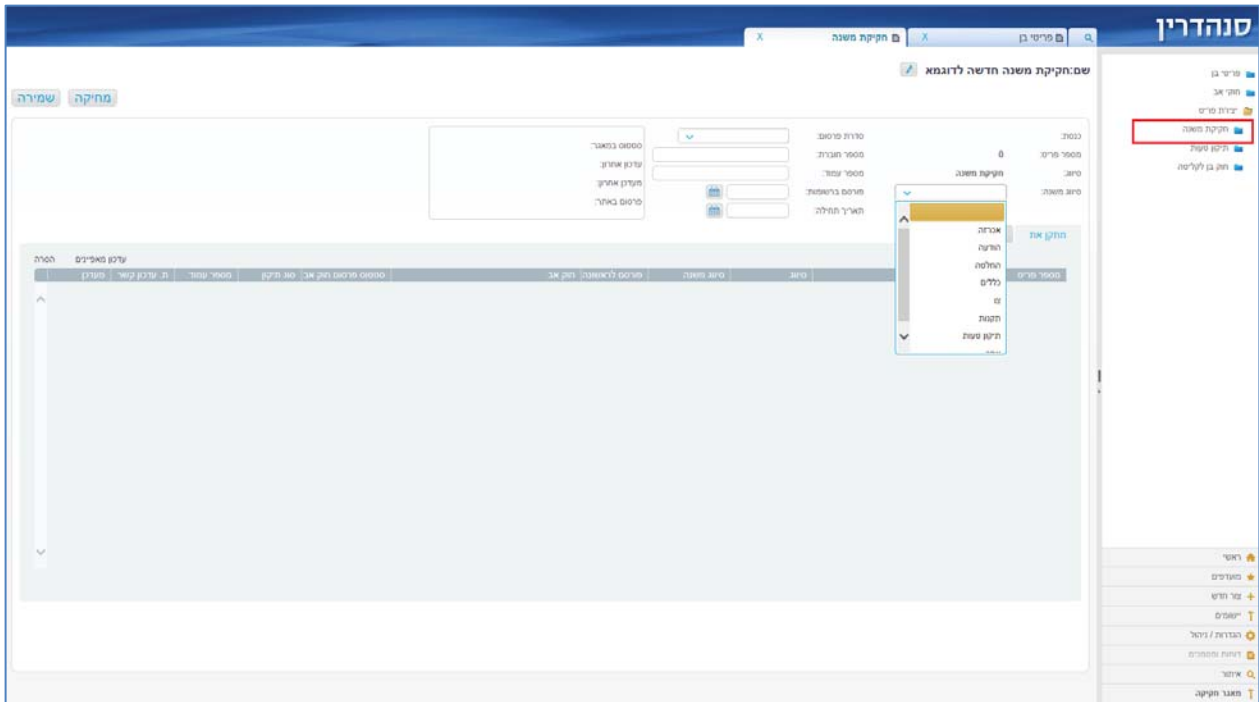 סנהדרין
פריטי בן X
חקיקת משנה X
פריטי בן
חוקי אב
יצירת פריט
חקיקת משנה
תיקון טעות
חוק בן לקליטה
שם:חקיקת משנה חדשה לדוגמא
מחיקה שמירה
כנסת:
מספר פריט: 0
סיווג: חקיקת משנה
סיווג משנה:
סדרת פרסום:
מספר חוברת:
מספר עמוד:
פורסם ברשומות:
תאריך תחילה:
סטטוס במאגר:
עדכון אחרון:
מעדכן אחרון:
פרסום באתר:
אכרזה
הודעה
החלטה
כללים
צו
תקנות
תיקון טעות
מתקן את
עדכון מאפיינים הסרה
מספר פריט סיווג סיווג משנה פורסם לראשונה חוק אב סטטוס פרסום חוק אב סוג תיקון מספר עמוד ת. עדכון קשר מעדכן
ראשי
מועדפים
צור חדש
יישומים
הגדרות / ניהול
דוחות ומסמכים
איתור
מאגר חקיקה